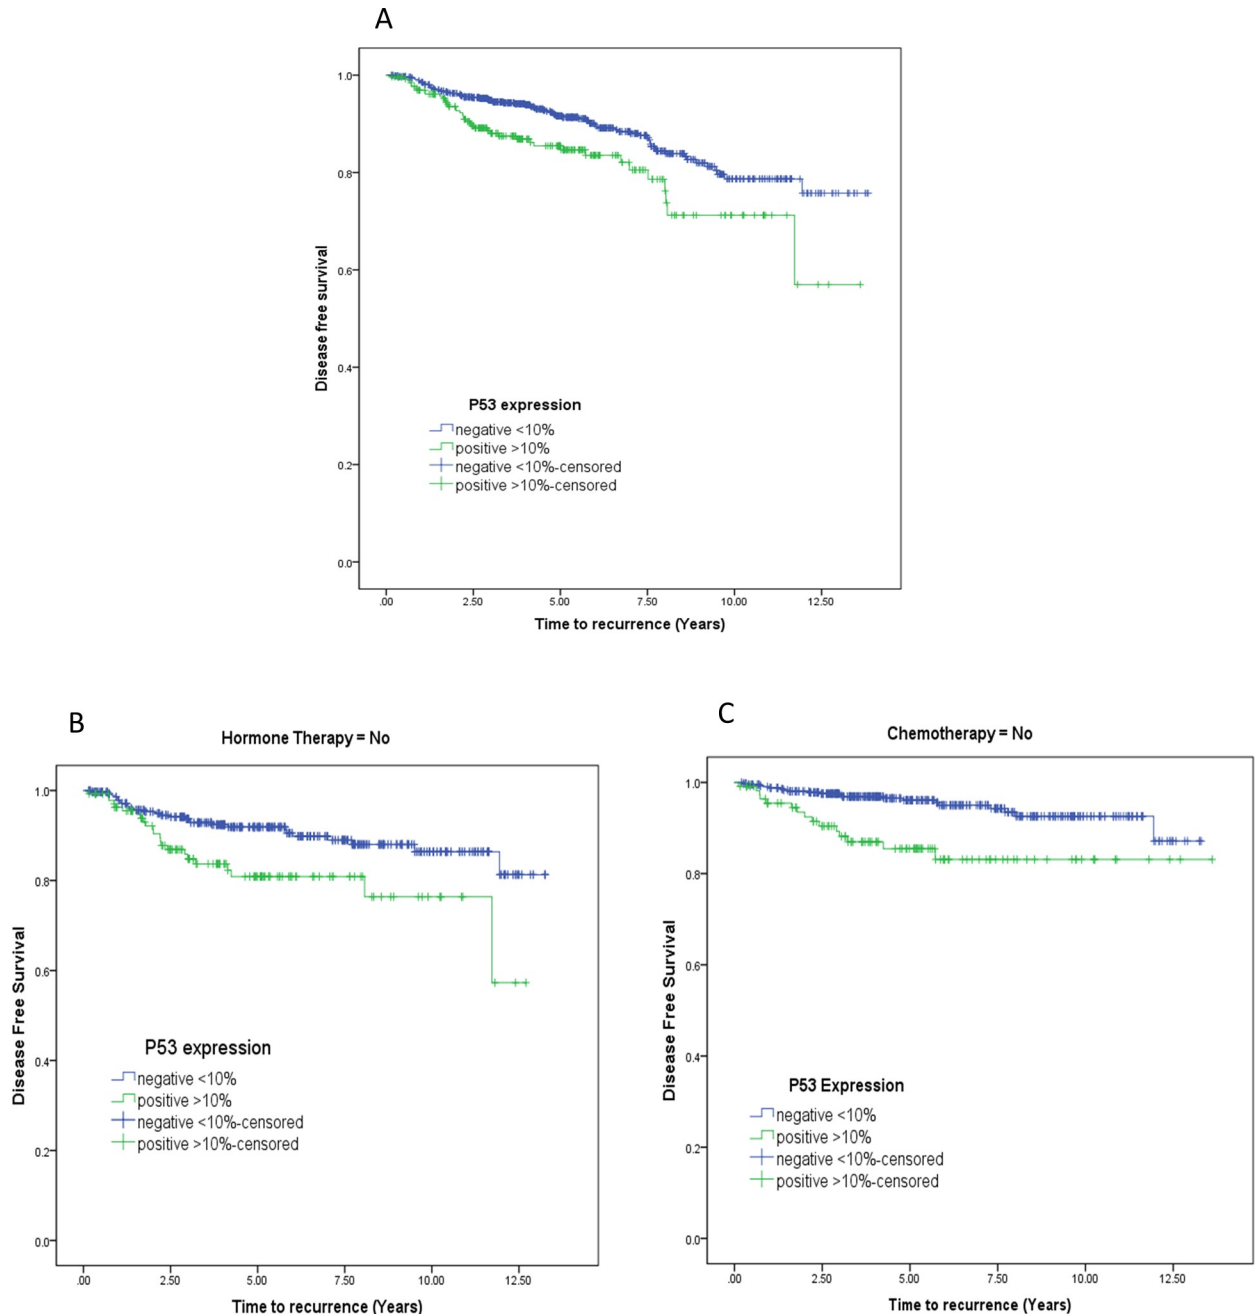 A
1.0
0.8
0.6
0.4
0.2
0.0
Disease free survival
P53 expression
negative <10%
positive >10%
negative <10%-censored
positive >10%-censored
.00 2.50 5.00 7.50 10.00 12.50
Time to recurrence (Years)
B
Hormone Therapy = No
1.0
0.8
0.6
0.4
0.2
0.0
Disease Free Survival
P53 expression
negative <10%
positive >10%
negative <10%-censored
positive >10%-censored
.00 2.50 5.00 7.50 10.00 12.50
Time to recurrence (Years)
C
Chemotherapy = No
1.0
0.8
0.6
0.4
0.2
0.0
Disease Free Survival
P53 Expression
negative <10%
positive >10%
negative <10%-censored
positive >10%-censored
.00 2.50 5.00 7.50 10.00 12.50
Time to recurrence (Years)